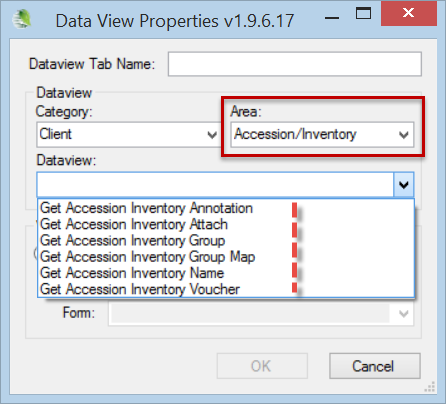 Data View Properties v1.9.6.17
Dataview Tab Name:
Dataview
Category:
Area:
Client
Accession/Inventory
Dataview:
Get Accession Inventory Annotation
Get Accession Inventory Attach
Get Accession Inventory Group
Get Accession Inventory Group Map
Get Accession Inventory Name
Get Accession Inventory Voucher
Form:
OK
Cancel